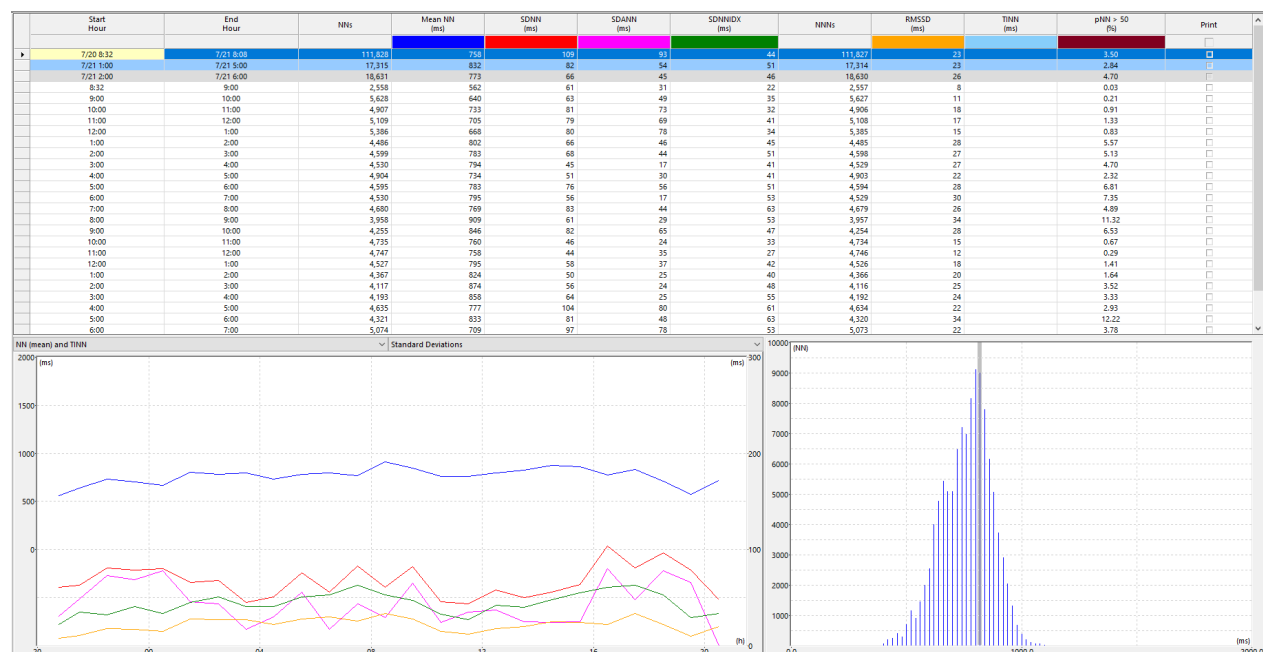 Start Hour End Hour NNs Mean NN (ms) SDNN (ms) SDANN (ms) SDNNIDX (ms) NNNs RMSSD (ms) TINN (ms) pNN > 50 (%) Print
7/20 8:32 7/21 8:08 111,828 758 109 93 44 111,827 23 3.50
7/21 1:00 7/21 5:00 17,315 832 82 54 51 17,314 23 2.84
7/21 2:00 7/21 6:00 18,631 773 66 45 46 18,630 26 4.70
8:32 9:00 2,558 562 61 31 22 2,557 8 0.03
9:00 10:00 5,628 640 63 49 35 5,627 11 0.21
10:00 11:00 4,907 733 81 73 32 4,906 18 0.91
11:00 12:00 5,109 705 79 69 41 5,108 17 1.33
12:00 1:00 5,386 668 80 78 34 5,385 15 0.83
1:00 2:00 4,486 802 66 46 45 4,485 28 5.57
2:00 3:00 4,599 783 68 44 51 4,598 27 5.13
3:00 4:00 4,530 794 45 17 41 4,529 27 4.70
4:00 5:00 4,904 734 51 30 41 4,903 22 2.32
5:00 6:00 4,595 783 76 56 51 4,594 28 6.81
6:00 7:00 4,530 795 56 17 53 4,529 30 7.35
7:00 8:00 4,680 769 83 44 63 4,679 26 4.89
8:00 9:00 3,958 909 61 29 53 3,957 34 11.32
9:00 10:00 4,255 846 82 65 47 4,254 28 6.53
10:00 11:00 4,735 760 46 24 33 4,734 15 0.67
11:00 12:00 4,747 758 44 35 27 4,746 12 0.29
12:00 1:00 4,527 795 58 37 42 4,526 18 1.41
1:00 2:00 4,367 824 50 25 40 4,366 20 1.64
2:00 3:00 4,117 874 56 24 48 4,116 25 3.52
3:00 4:00 4,193 858 64 25 55 4,192 24 3.33
4:00 5:00 4,635 777 104 80 61 4,634 22 2.93
5:00 6:00 4,321 833 81 48 63 4,320 34 12.22
6:00 7:00 5,074 709 97 78 53 5,073 22 3.78
NN (mean) and TINN Standard Deviations
2000 (ms) (ms) 300
1500
1000 200
500
0 100
(h) 0
20 00 04 08 12 16 20
10000 (NN)
9000
8000
7000
6000
5000
4000
3000
2000
1000
(ms)
0.0 1000.0 2000.0